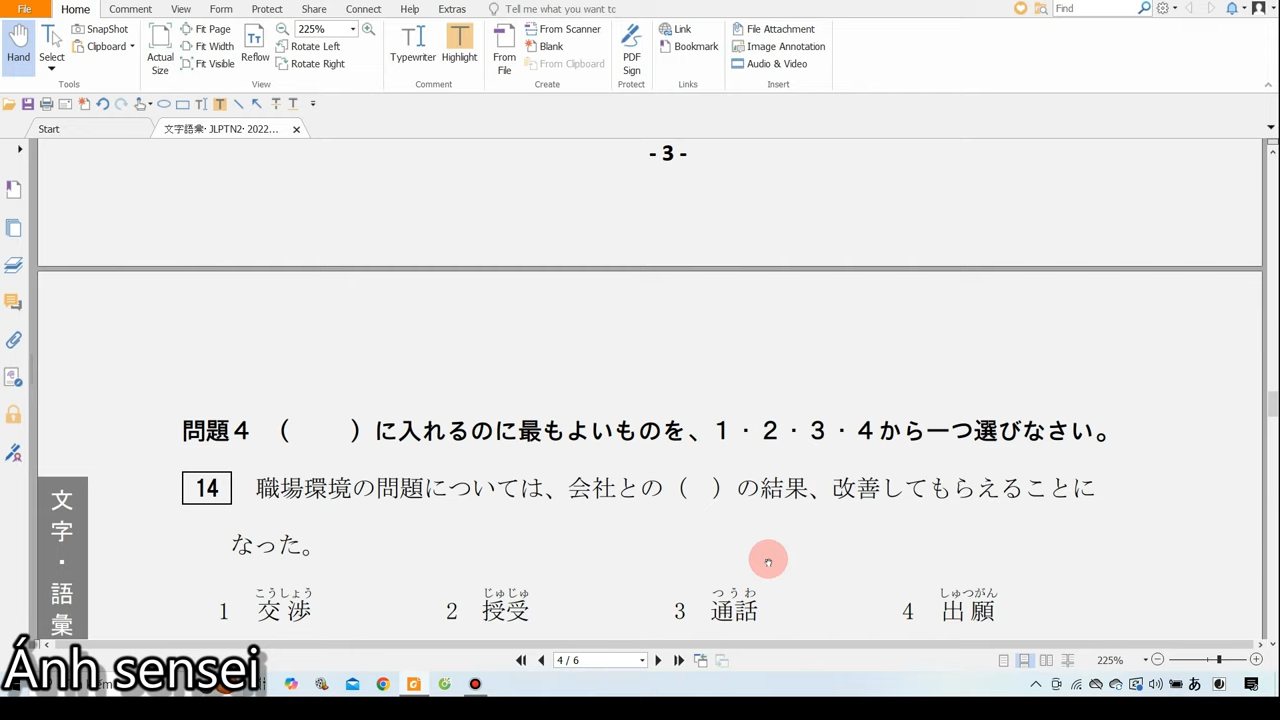 File Home Comment View Form Protect Share Connect Help Extras Tell me what you want to Find
Hand Select SnapShot Clipboard Actual Size Fit Page Fit Width Fit Visible Reflow 225% Rotate Left Rotate Right Typewriter Highlight From File From Scanner Blank From Clipboard PDF Sign Link Bookmark File Attachment Image Annotation Audio & Video
Tools View Comment Create Protect Links Insert
Start 文字語彙· JLPTN2· 2022...
- 3 -
問題４ （　　）に入れるのに最もよいものを、１・２・３・４から一つ選びなさい。
14 職場環境の問題については、会社との（　）の結果、改善してもらえることに
なった。
こうしょう じゅじゅ つうわ しゅつがん
1 交渉 2 授受 3 通話 4 出願
文字・語彙
4 / 6 225%
Ánh sensei
あ